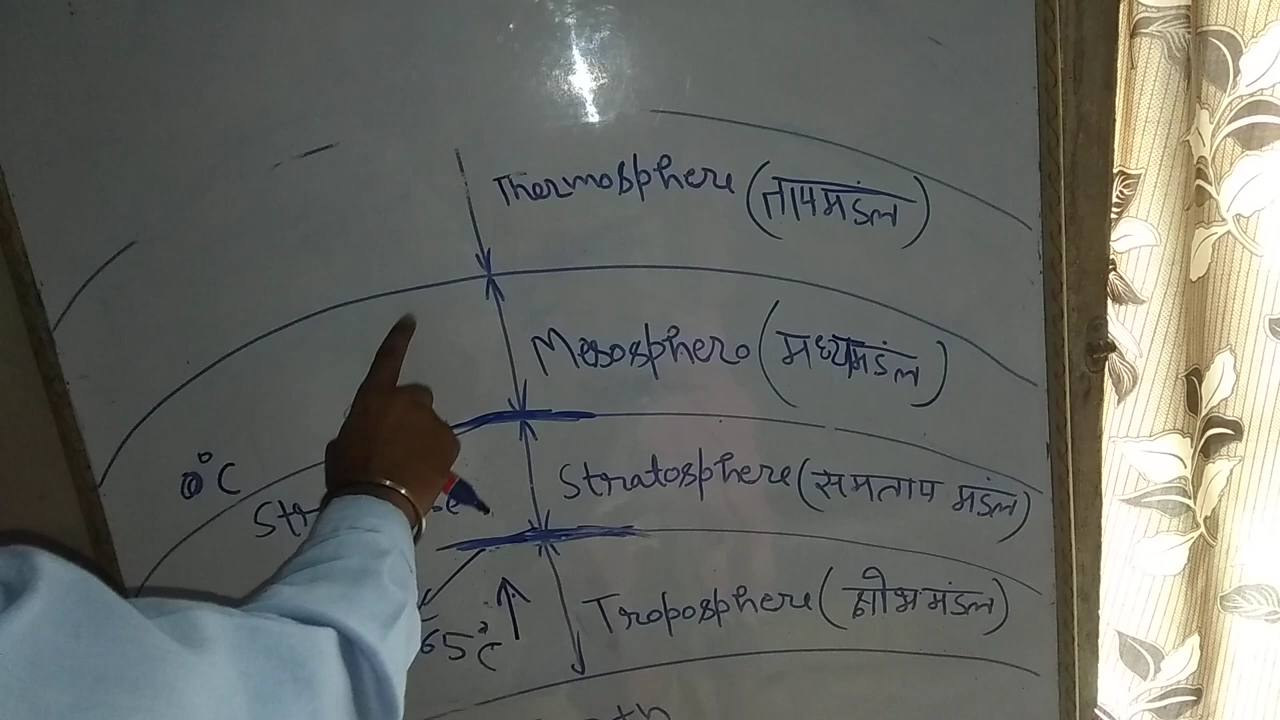 Thermosphere (तापमंडल)
Mesosphere (मध्यमंडल)
0°C
Stratosphere (समताप मंडल)
65°C
Troposphere (क्षोभमंडल)